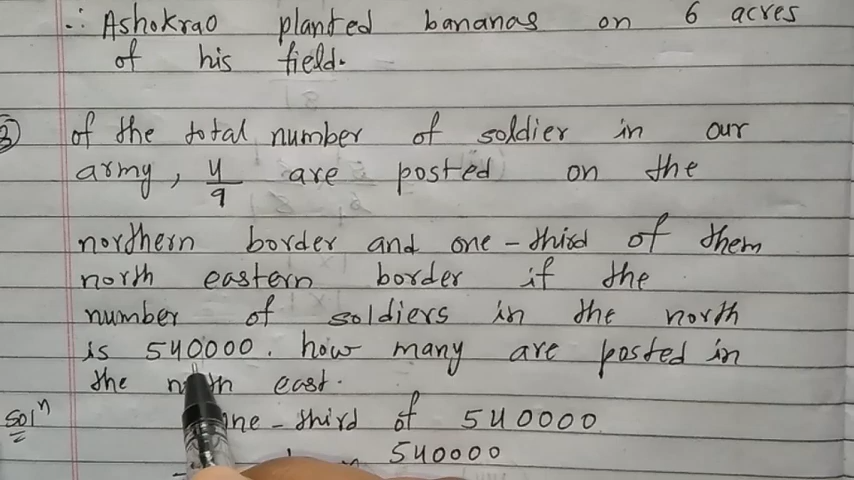 ∴ Ashokrao planted bananas on 6 acres
of his field.
3) of the total number of soldier in our
army, 4/9 are posted on the
northern border and one-third of them
north eastern border if the
number of soldiers in the north
is 540000. how many are posted in
the east.
Solⁿ one-third of 540000
540000